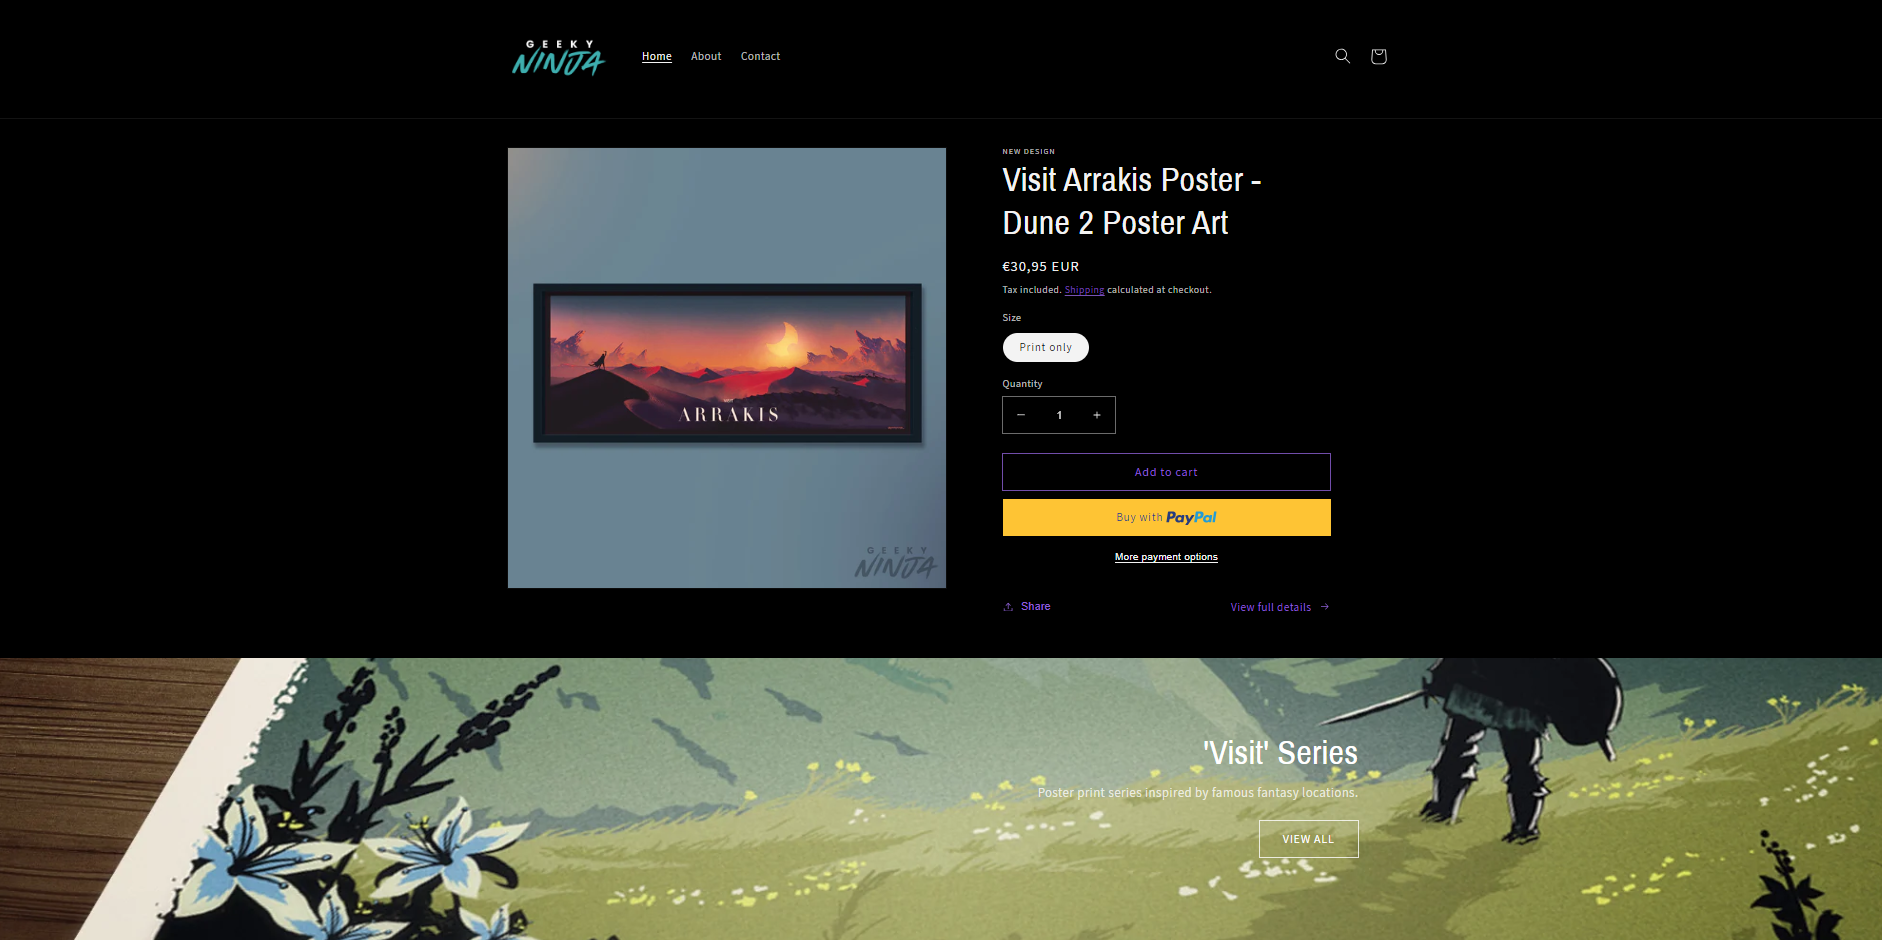 GEEKY
NINJA
Home
About
Contact
NEW DESIGN
Visit Arrakis Poster -
Dune 2 Poster Art
€30,95 EUR
Tax included. Shipping calculated at checkout.
Size
Print only
Quantity
− 1 +
Add to cart
Buy with PayPal
More payment options
Share
View full details →
ARRAKIS
GEEKY
NINJA
'Visit' Series
Poster print series inspired by famous fantasy locations.
VIEW ALL